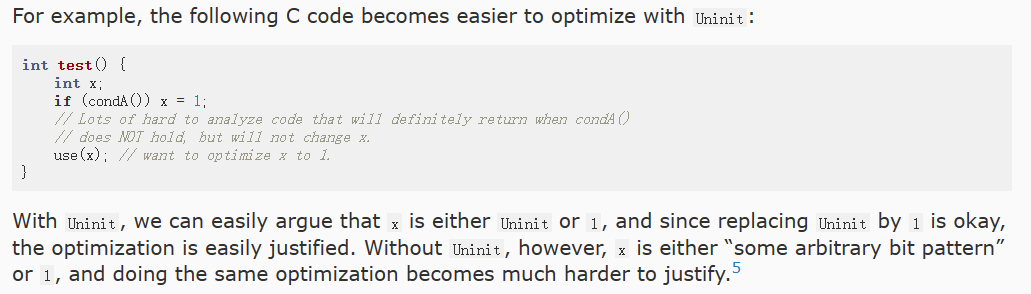 For example, the following C code becomes easier to optimize with Uninit:
int test() {
    int x;
    if (condA()) x = 1;
    // Lots of hard to analyze code that will definitely return when condA()
    // does NOT hold, but will not change x.
    use(x); // want to optimize x to 1.
}
With Uninit, we can easily argue that x is either Uninit or 1, and since replacing Uninit by 1 is okay,
the optimization is easily justified. Without Uninit, however, x is either “some arbitrary bit pattern”
or 1, and doing the same optimization becomes much harder to justify.5